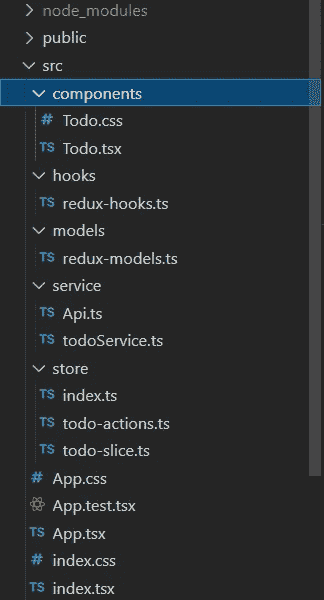 node_modules
public
src
components
# Todo.css
TS Todo.tsx
hooks
TS redux-hooks.ts
models
TS redux-models.ts
service
TS Api.ts
TS todoService.ts
store
TS index.ts
TS todo-actions.ts
TS todo-slice.ts
# App.css
App.test.tsx
TS App.tsx
# index.css
TS index.tsx